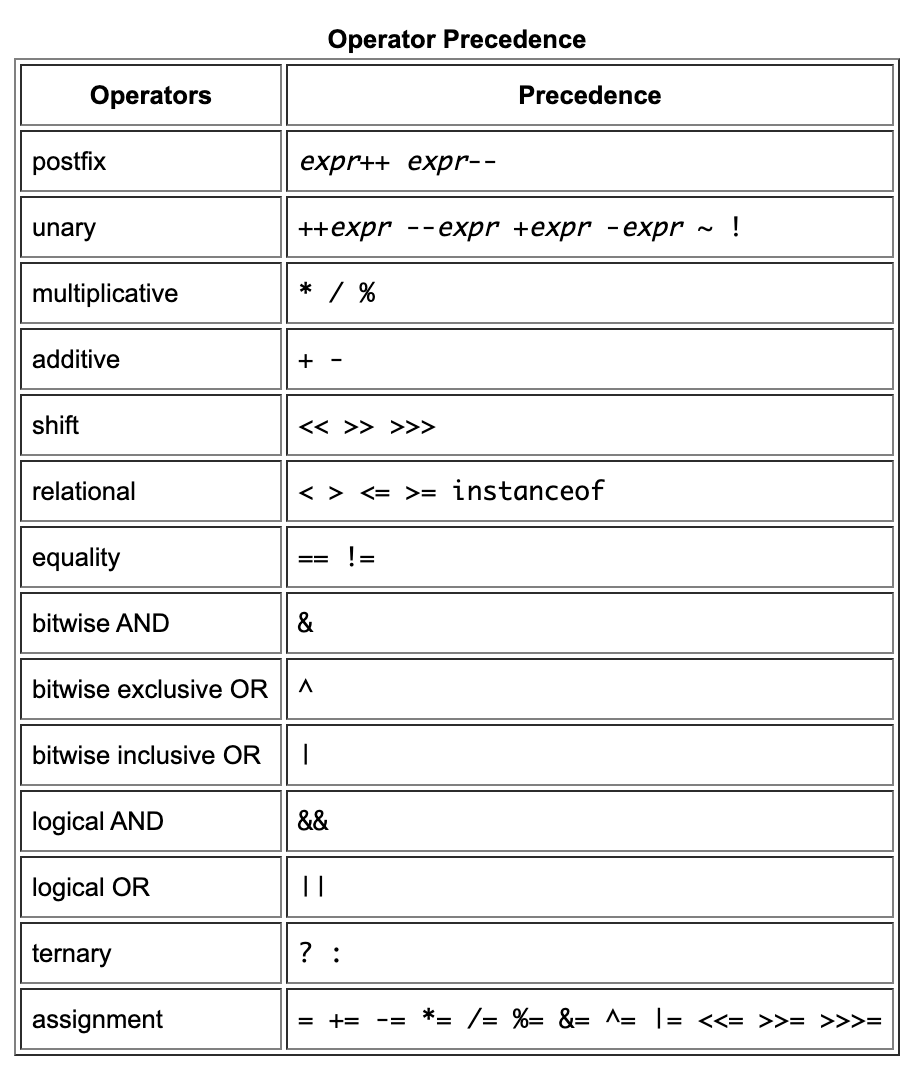 Operator Precedence
Operators Precedence
postfix expr++ expr--
unary ++expr --expr +expr -expr ~ !
multiplicative * / %
additive + -
shift << >> >>>
relational < > <= >= instanceof
equality == !=
bitwise AND &
bitwise exclusive OR ^
bitwise inclusive OR |
logical AND &&
logical OR ||
ternary ? :
assignment = += -= *= /= %= &= ^= |= <<= >>= >>>=